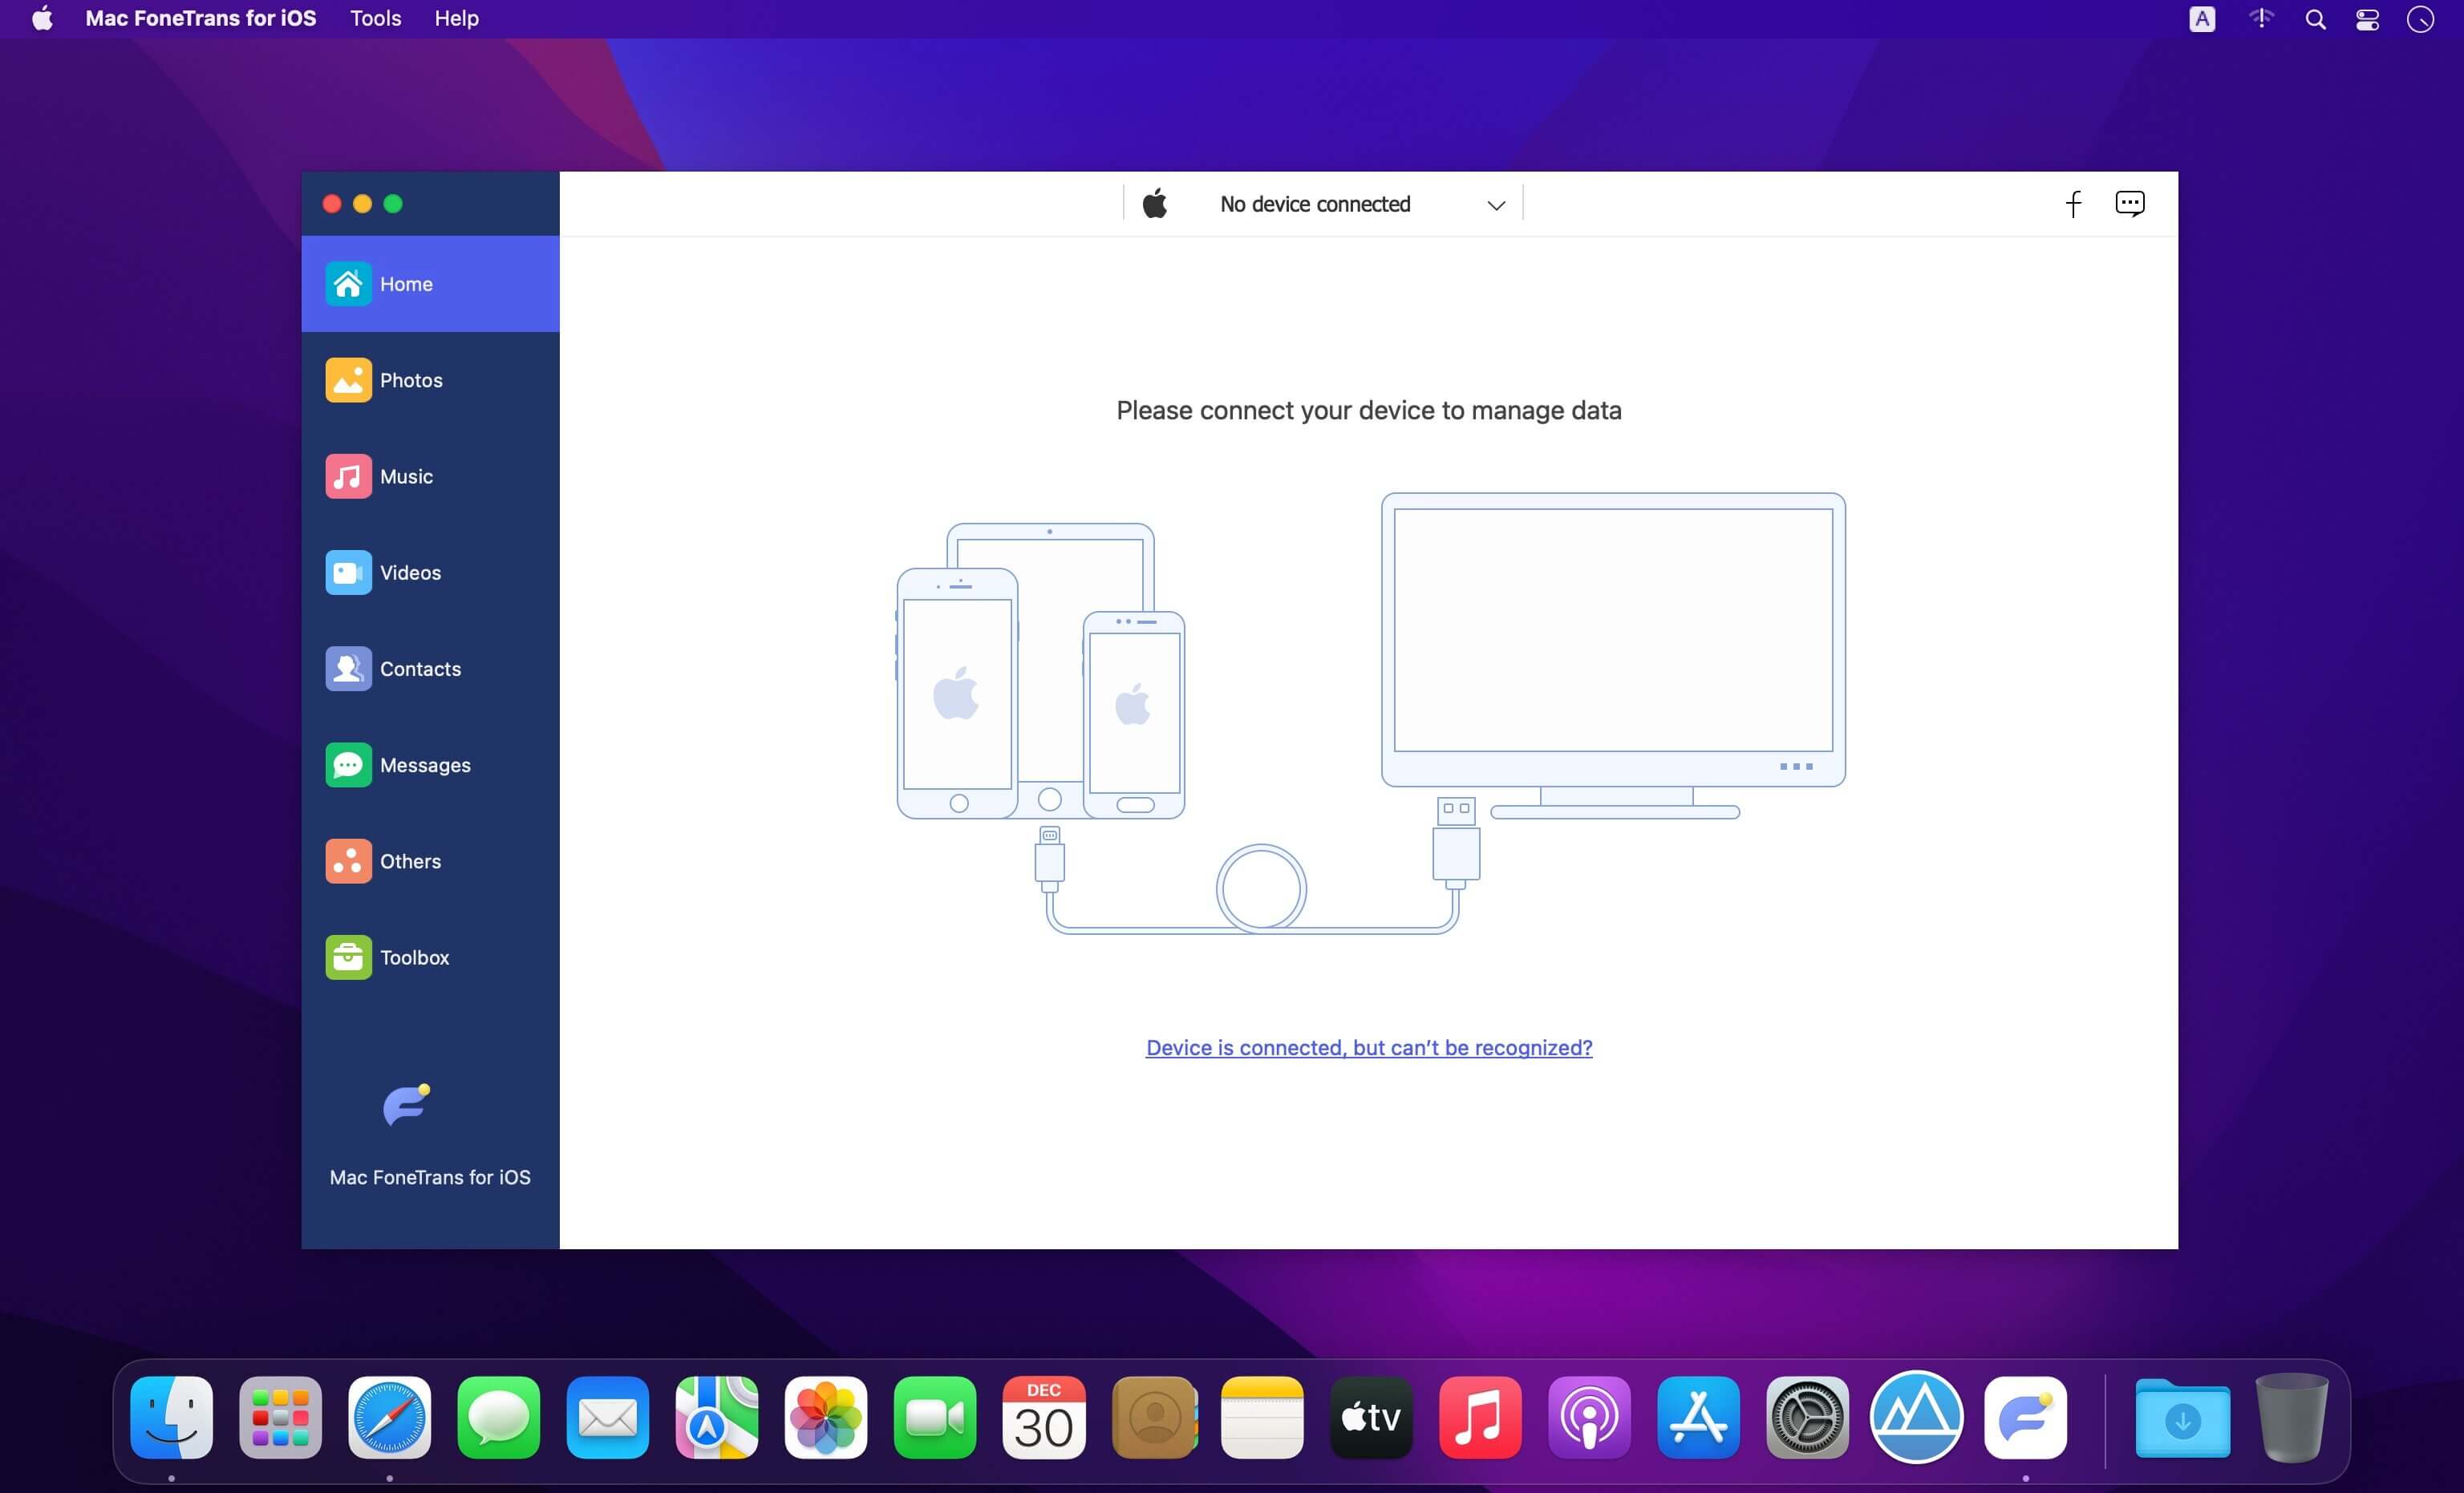 Mac FoneTrans for iOS Tools Help A
No device connected
Home
Photos
Music
Videos
Contacts
Messages
Others
Toolbox
Mac FoneTrans for iOS
Please connect your device to manage data
Device is connected, but can't be recognized?
DEC
30
tv